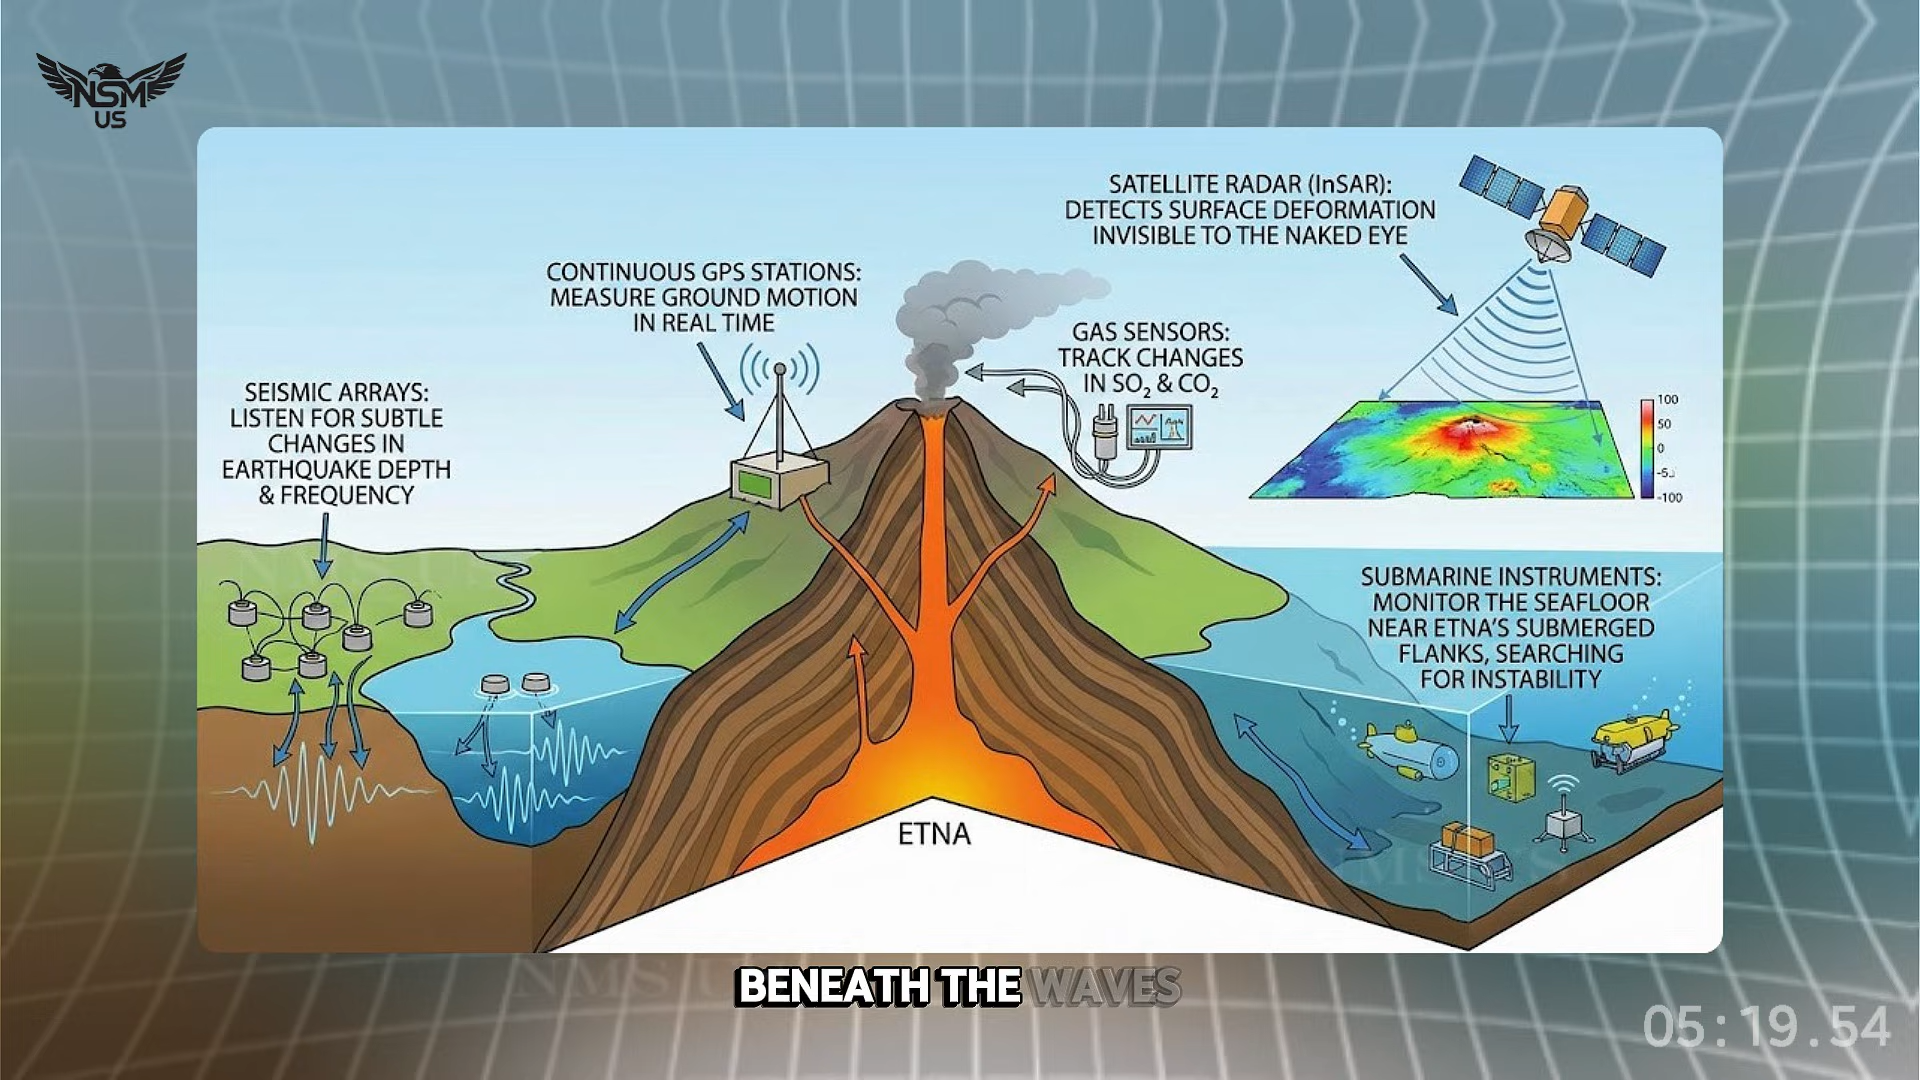 NSM
US
SATELLITE RADAR (InSAR):
DETECTS SURFACE DEFORMATION
INVISIBLE TO THE NAKED EYE
CONTINUOUS GPS STATIONS:
MEASURE GROUND MOTION
IN REAL TIME
GAS SENSORS:
TRACK CHANGES
IN SO₂ & CO₂
SEISMIC ARRAYS:
LISTEN FOR SUBTLE
CHANGES IN
EARTHQUAKE DEPTH
& FREQUENCY
100
50
0
-100
SUBMARINE INSTRUMENTS:
MONITOR THE SEAFLOOR
NEAR ETNA'S SUBMERGED
FLANKS, SEARCHING
FOR INSTABILITY
ETNA
NMS U
BENEATH THE WAVES
05:19.54